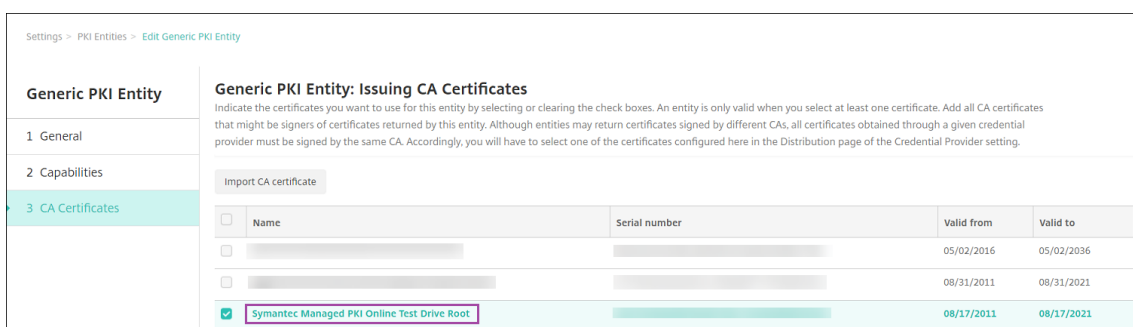 Settings > PKI Entities > Edit Generic PKI Entity
Generic PKI Entity
1 General
2 Capabilities
3 CA Certificates
Generic PKI Entity: Issuing CA Certificates
Indicate the certificates you want to use for this entity by selecting or clearing the check boxes. An entity is only valid when you select at least one certificate. Add all CA certificates
that might be signers of certificates returned by this entity. Although entities may return certificates signed by different CAs, all certificates obtained through a given credential
provider must be signed by the same CA. Accordingly, you will have to select one of the certificates configured here in the Distribution page of the Credential Provider setting.
Import CA certificate
Name Serial number Valid from Valid to
05/02/2016 05/02/2036
08/31/2011 08/31/2021
Symantec Managed PKI Online Test Drive Root 08/17/2011 08/17/2021